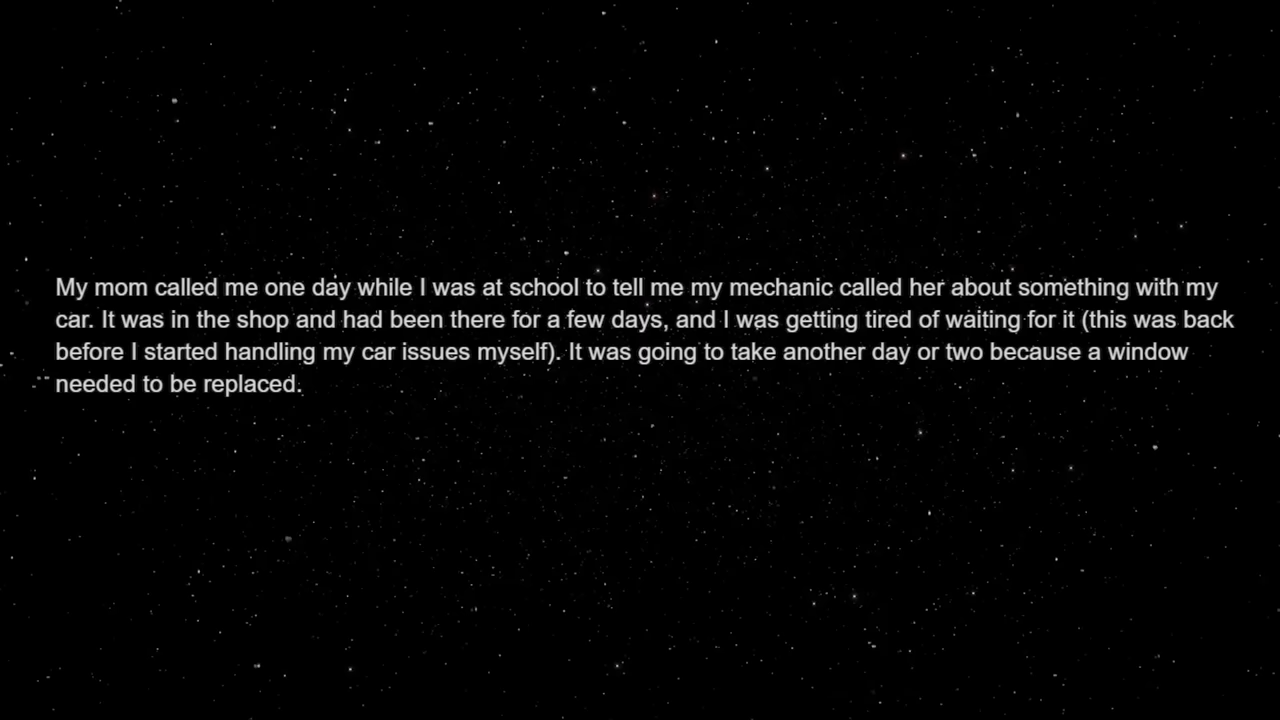 My mom called me one day while I was at school to tell me my mechanic called her about something with my
car. It was in the shop and had been there for a few days, and I was getting tired of waiting for it (this was back
before I started handling my car issues myself). It was going to take another day or two because a window
needed to be replaced.